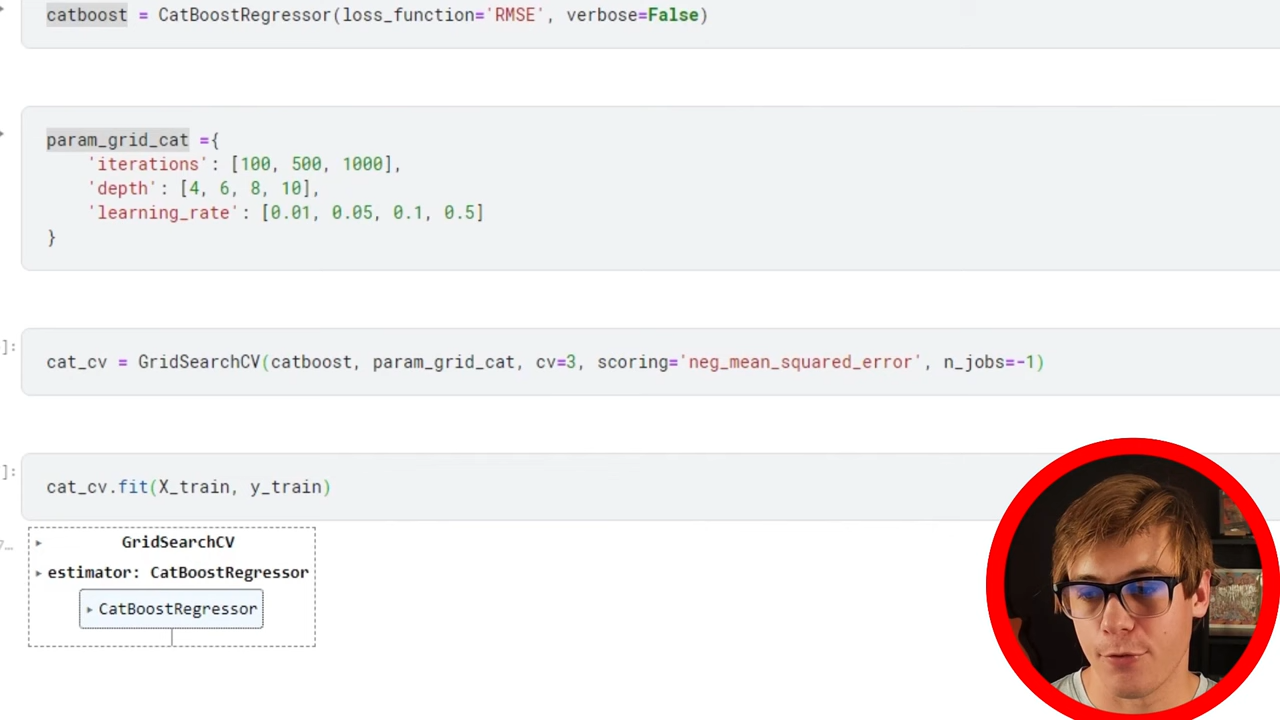 catboost = CatBoostRegressor(loss_function='RMSE', verbose=False)
param_grid_cat ={
    'iterations': [100, 500, 1000],
    'depth': [4, 6, 8, 10],
    'learning_rate': [0.01, 0.05, 0.1, 0.5]
}
]:
cat_cv = GridSearchCV(catboost, param_grid_cat, cv=3, scoring='neg_mean_squared_error', n_jobs=-1)
]:
cat_cv.fit(X_train, y_train)
GridSearchCV
estimator: CatBoostRegressor
CatBoostRegressor